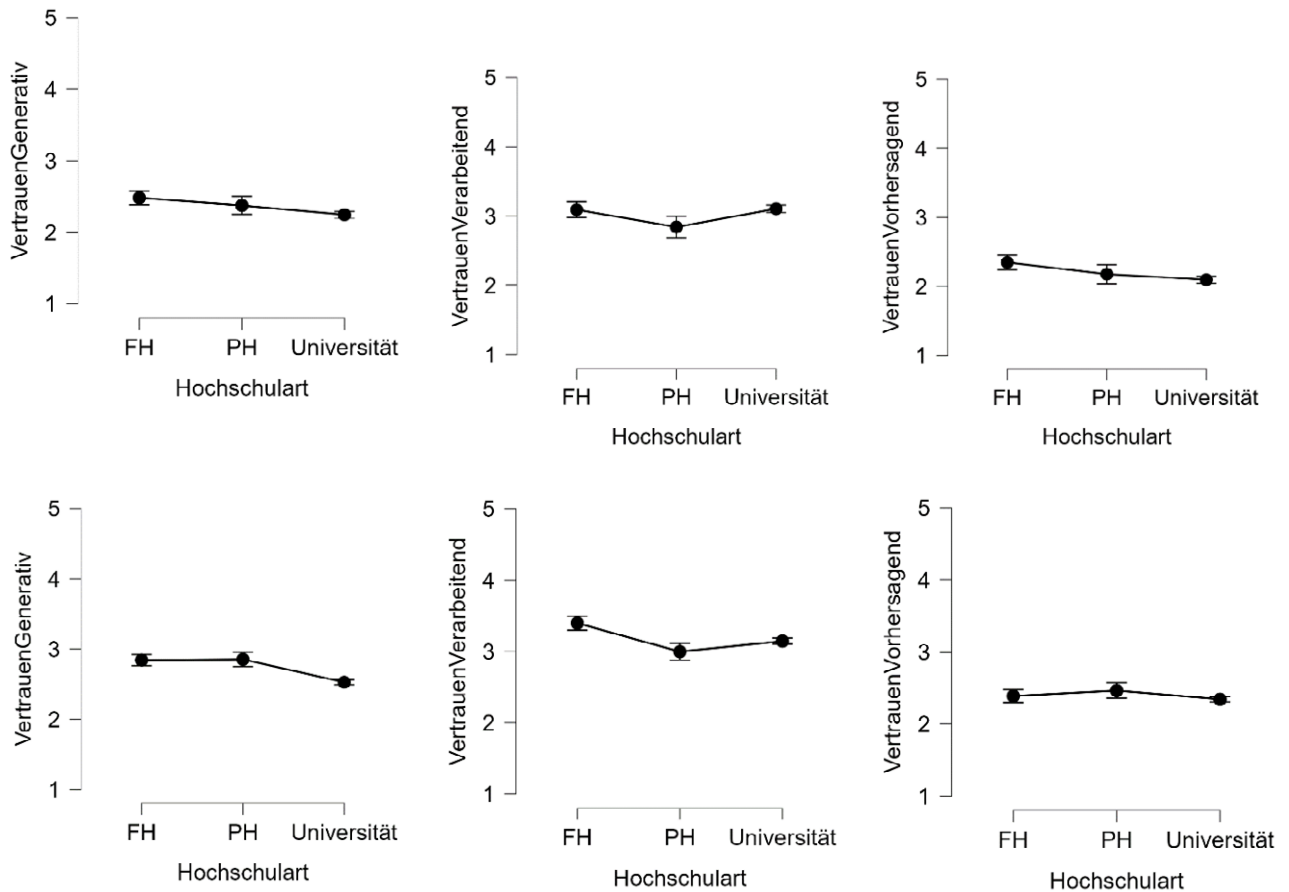 VertrauenGenerativ
5
4
3
2
1
FH PH Universität
Hochschulart
VertrauenVerarbeitend
5
4
3
2
1
FH PH Universität
Hochschulart
VertrauenVorhersagend
5
4
3
2
1
FH PH Universität
Hochschulart
VertrauenGenerativ
5
4
3
2
1
FH PH Universität
Hochschulart
VertrauenVerarbeitend
5
4
3
2
1
FH PH Universität
Hochschulart
VertrauenVorhersagend
5
4
3
2
1
FH PH Universität
Hochschulart